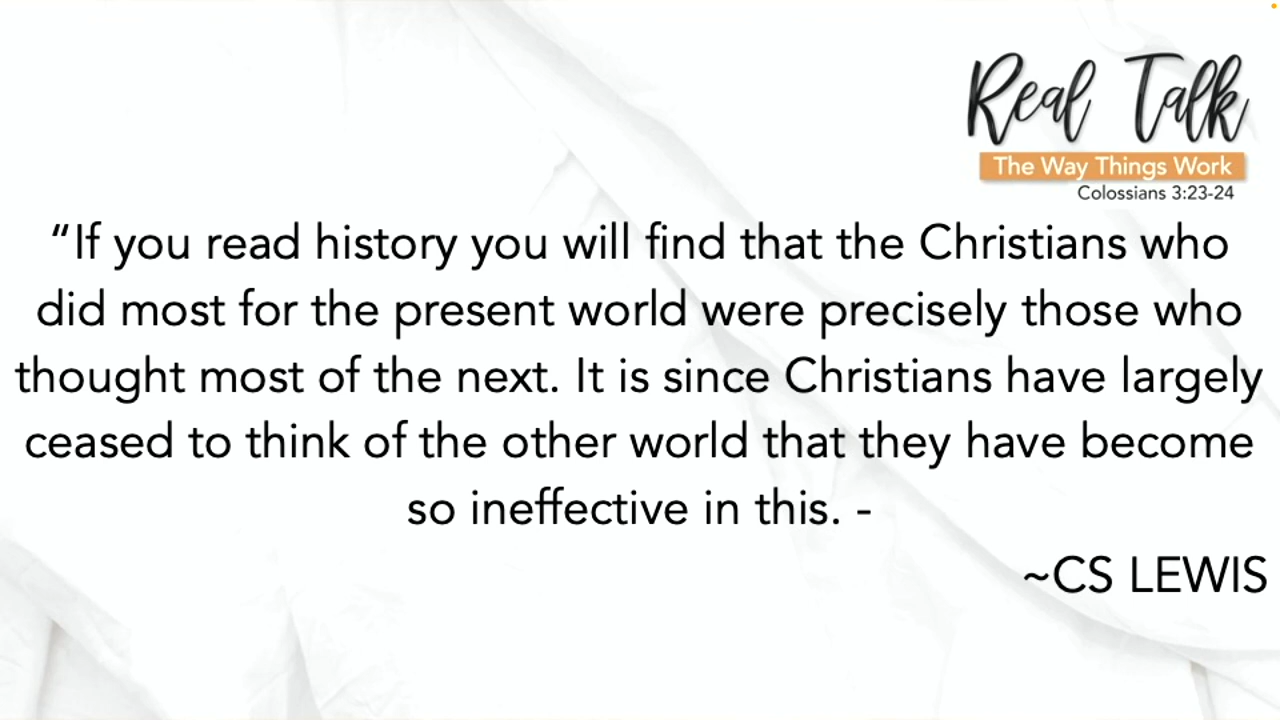 Real Talk
The Way Things Work
Colossians 3:23-24
“If you read history you will find that the Christians who
did most for the present world were precisely those who
thought most of the next. It is since Christians have largely
ceased to think of the other world that they have become
so ineffective in this. -
~CS LEWIS